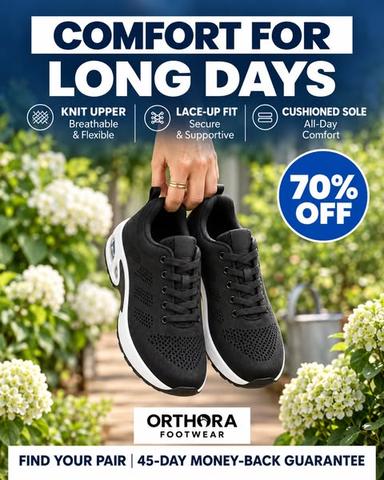 COMFORT FOR
LONG DAYS
KNIT UPPER
Breathable
& Flexible
LACE-UP FIT
Secure
& Supportive
CUSHIONED SOLE
All-Day
Comfort
70%
OFF
ORTHORA
FOOTWEAR
FIND YOUR PAIR | 45-DAY MONEY-BACK GUARANTEE